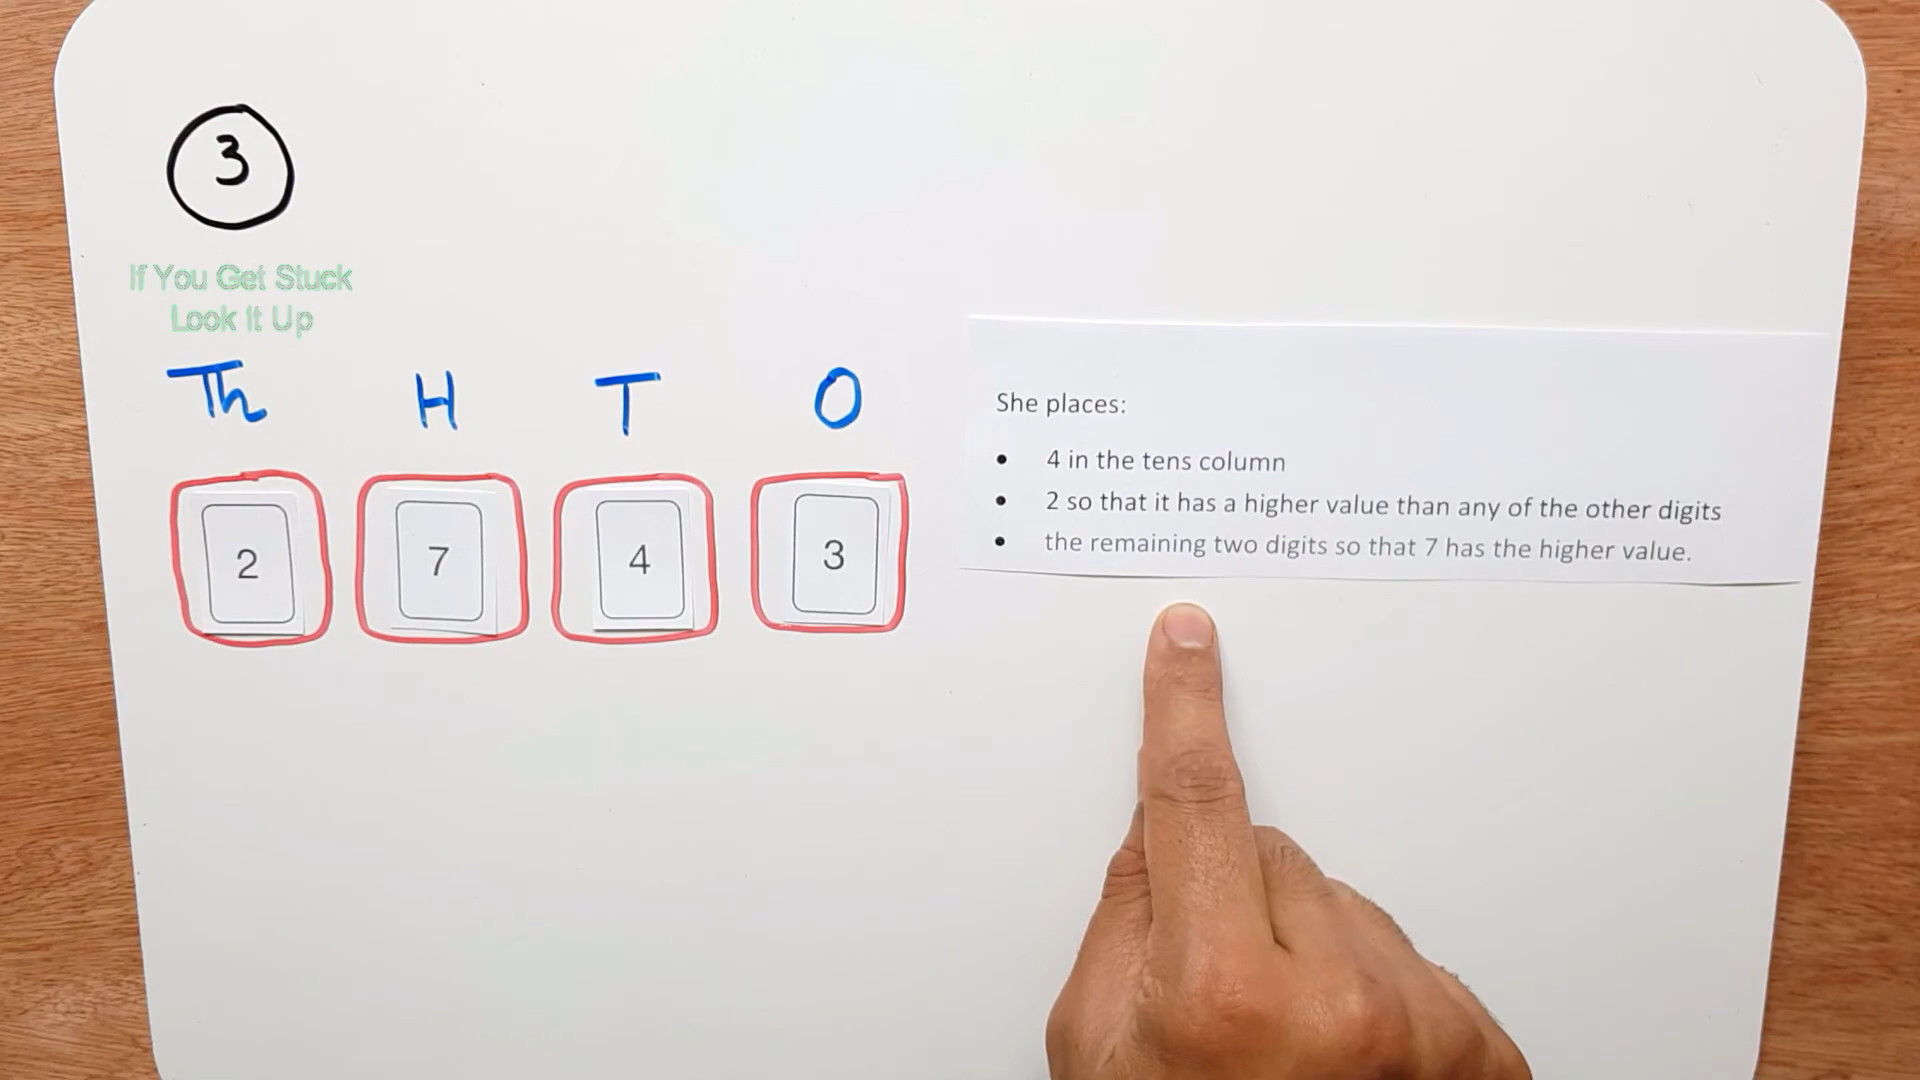 3
If You Get Stuck
Look It Up
Th H T O
2 7 4 3
She places:
• 4 in the tens column
• 2 so that it has a higher value than any of the other digits
• the remaining two digits so that 7 has the higher value.